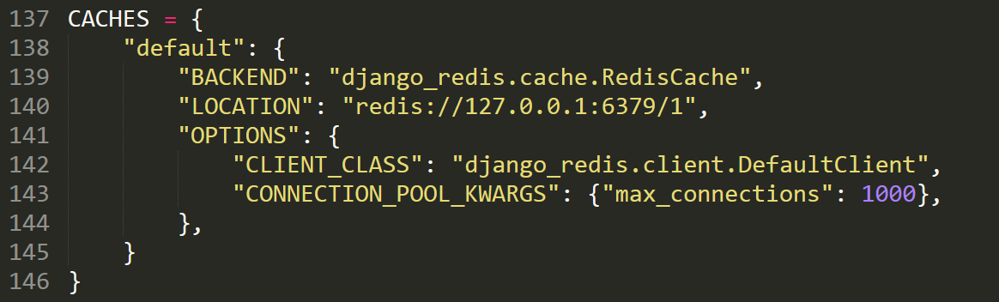 137 CACHES = {
138     "default": {
139         "BACKEND": "django_redis.cache.RedisCache",
140         "LOCATION": "redis://127.0.0.1:6379/1",
141         "OPTIONS": {
142             "CLIENT_CLASS": "django_redis.client.DefaultClient",
143             "CONNECTION_POOL_KWARGS": {"max_connections": 1000},
144         },
145     }
146 }